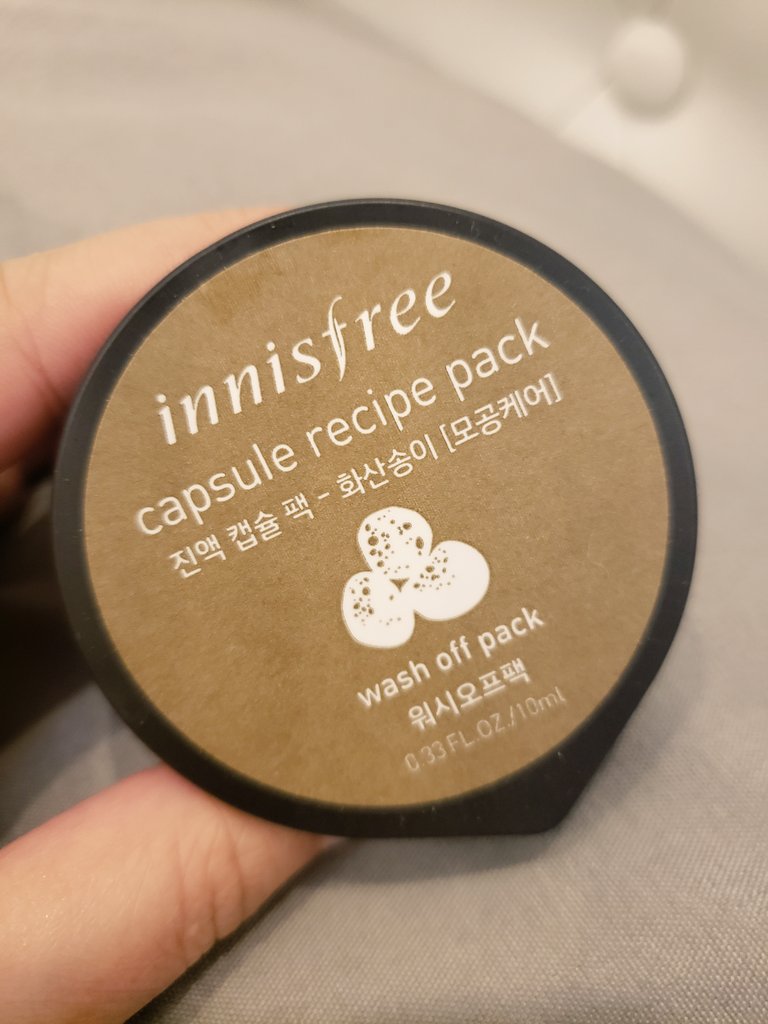 innisfree
capsule recipe pack
진액 캡슐 팩 - 화산송이 [모공케어]
wash off pack
워시오프팩
0.33 FL.OZ./10ml